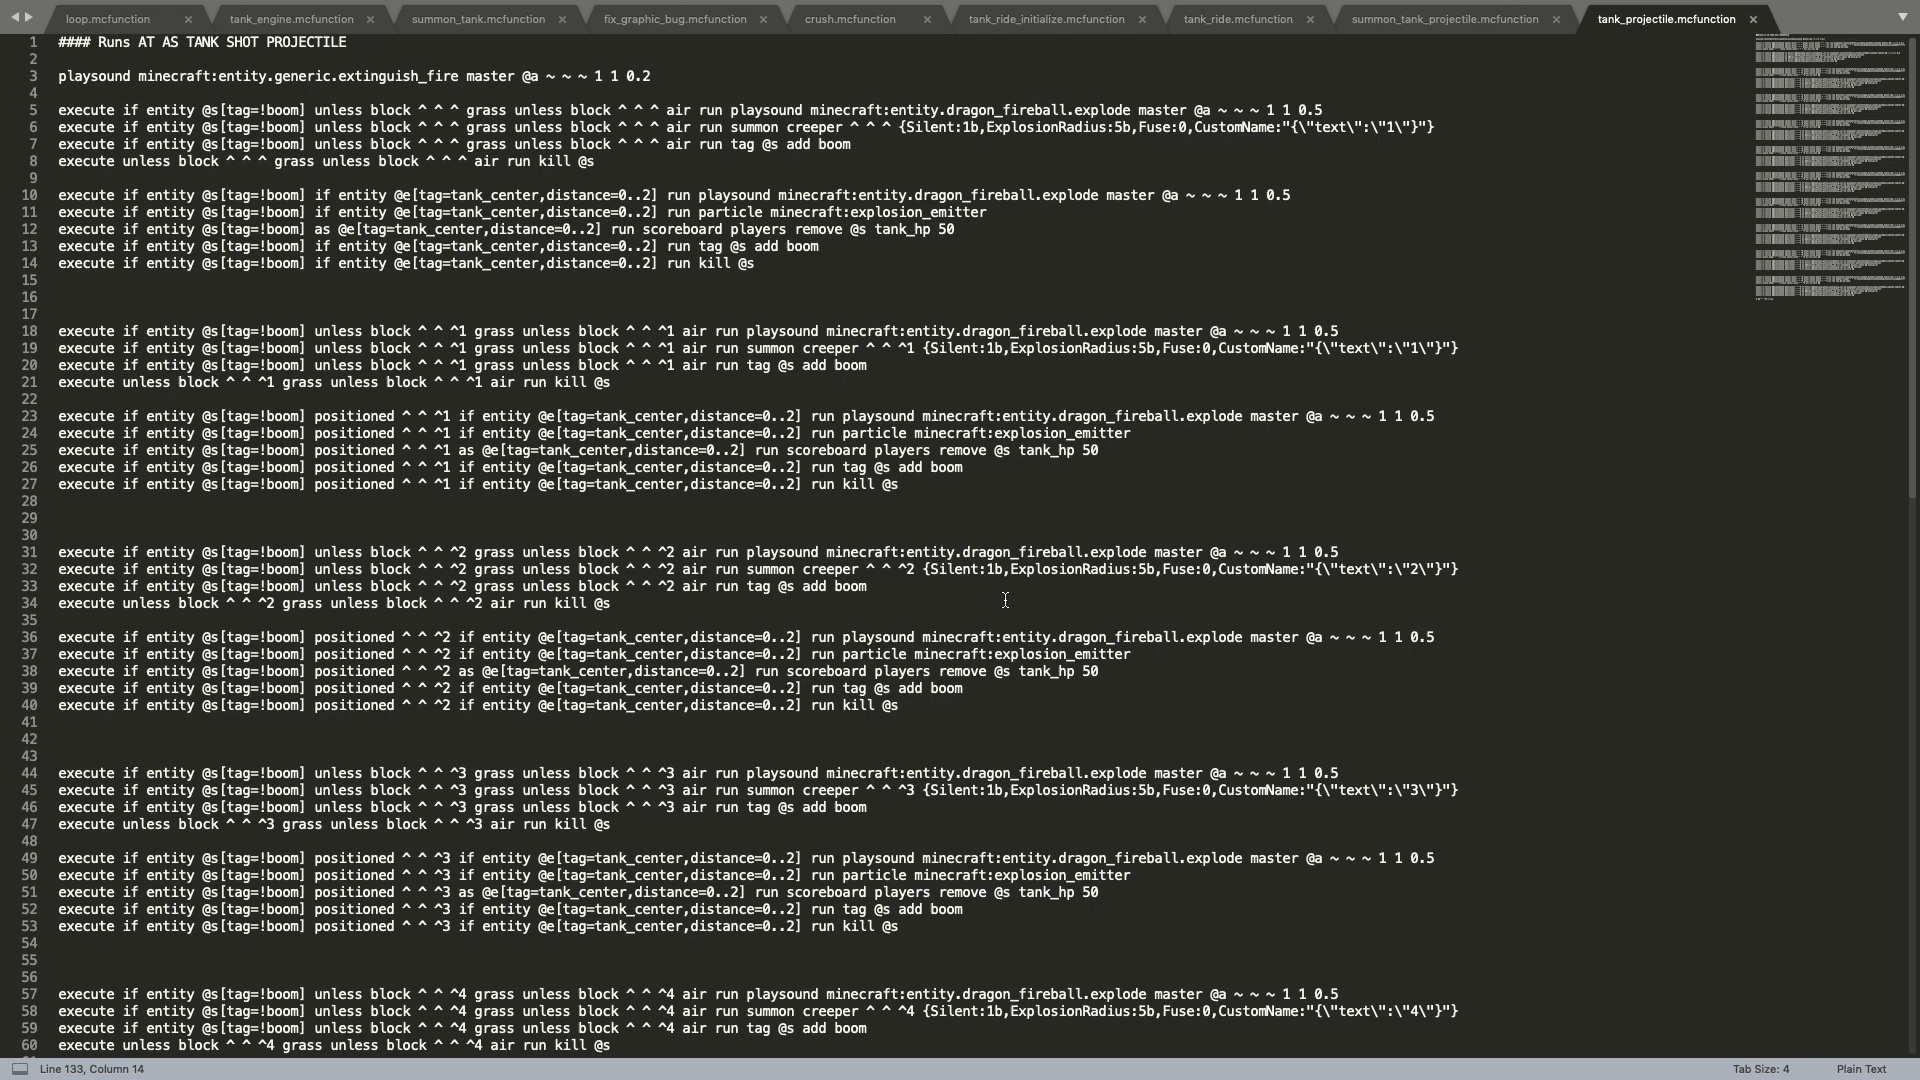 loop.mcfunction × tank_engine.mcfunction × summon_tank.mcfunction × fix_graphic_bug.mcfunction × crush.mcfunction × tank_ride_initialize.mcfunction × tank_ride.mcfunction × summon_tank_projectile.mcfunction × tank_projectile.mcfunction ×
1 #### Runs AT AS TANK SHOT PROJECTILE
2
3 playsound minecraft:entity.generic.extinguish_fire master @a ~ ~ ~ 1 1 0.2
4
5 execute if entity @s[tag=!boom] unless block ^ ^ ^ grass unless block ^ ^ ^ air run playsound minecraft:entity.dragon_fireball.explode master @a ~ ~ ~ 1 1 0.5
6 execute if entity @s[tag=!boom] unless block ^ ^ ^ grass unless block ^ ^ ^ air run summon creeper ^ ^ ^ {Silent:1b,ExplosionRadius:5b,Fuse:0,CustomName:"{\"text\":\"1\"}"}
7 execute if entity @s[tag=!boom] unless block ^ ^ ^ grass unless block ^ ^ ^ air run tag @s add boom
8 execute unless block ^ ^ ^ grass unless block ^ ^ ^ air run kill @s
9
10 execute if entity @s[tag=!boom] if entity @e[tag=tank_center,distance=0..2] run playsound minecraft:entity.dragon_fireball.explode master @a ~ ~ ~ 1 1 0.5
11 execute if entity @s[tag=!boom] if entity @e[tag=tank_center,distance=0..2] run particle minecraft:explosion_emitter
12 execute if entity @s[tag=!boom] as @e[tag=tank_center,distance=0..2] run scoreboard players remove @s tank_hp 50
13 execute if entity @s[tag=!boom] if entity @e[tag=tank_center,distance=0..2] run tag @s add boom
14 execute if entity @s[tag=!boom] if entity @e[tag=tank_center,distance=0..2] run kill @s
15
16
17
18 execute if entity @s[tag=!boom] unless block ^ ^ ^1 grass unless block ^ ^ ^1 air run playsound minecraft:entity.dragon_fireball.explode master @a ~ ~ ~ 1 1 0.5
19 execute if entity @s[tag=!boom] unless block ^ ^ ^1 grass unless block ^ ^ ^1 air run summon creeper ^ ^ ^1 {Silent:1b,ExplosionRadius:5b,Fuse:0,CustomName:"{\"text\":\"1\"}"}
20 execute if entity @s[tag=!boom] unless block ^ ^ ^1 grass unless block ^ ^ ^1 air run tag @s add boom
21 execute unless block ^ ^ ^1 grass unless block ^ ^ ^1 air run kill @s
22
23 execute if entity @s[tag=!boom] positioned ^ ^ ^1 if entity @e[tag=tank_center,distance=0..2] run playsound minecraft:entity.dragon_fireball.explode master @a ~ ~ ~ 1 1 0.5
24 execute if entity @s[tag=!boom] positioned ^ ^ ^1 if entity @e[tag=tank_center,distance=0..2] run particle minecraft:explosion_emitter
25 execute if entity @s[tag=!boom] positioned ^ ^ ^1 as @e[tag=tank_center,distance=0..2] run scoreboard players remove @s tank_hp 50
26 execute if entity @s[tag=!boom] positioned ^ ^ ^1 if entity @e[tag=tank_center,distance=0..2] run tag @s add boom
27 execute if entity @s[tag=!boom] positioned ^ ^ ^1 if entity @e[tag=tank_center,distance=0..2] run kill @s
28
29
30
31 execute if entity @s[tag=!boom] unless block ^ ^ ^2 grass unless block ^ ^ ^2 air run playsound minecraft:entity.dragon_fireball.explode master @a ~ ~ ~ 1 1 0.5
32 execute if entity @s[tag=!boom] unless block ^ ^ ^2 grass unless block ^ ^ ^2 air run summon creeper ^ ^ ^2 {Silent:1b,ExplosionRadius:5b,Fuse:0,CustomName:"{\"text\":\"2\"}"}
33 execute if entity @s[tag=!boom] unless block ^ ^ ^2 grass unless block ^ ^ ^2 air run tag @s add boom
34 execute unless block ^ ^ ^2 grass unless block ^ ^ ^2 air run kill @s
35
36 execute if entity @s[tag=!boom] positioned ^ ^ ^2 if entity @e[tag=tank_center,distance=0..2] run playsound minecraft:entity.dragon_fireball.explode master @a ~ ~ ~ 1 1 0.5
37 execute if entity @s[tag=!boom] positioned ^ ^ ^2 if entity @e[tag=tank_center,distance=0..2] run particle minecraft:explosion_emitter
38 execute if entity @s[tag=!boom] positioned ^ ^ ^2 as @e[tag=tank_center,distance=0..2] run scoreboard players remove @s tank_hp 50
39 execute if entity @s[tag=!boom] positioned ^ ^ ^2 if entity @e[tag=tank_center,distance=0..2] run tag @s add boom
40 execute if entity @s[tag=!boom] positioned ^ ^ ^2 if entity @e[tag=tank_center,distance=0..2] run kill @s
41
42
43
44 execute if entity @s[tag=!boom] unless block ^ ^ ^3 grass unless block ^ ^ ^3 air run playsound minecraft:entity.dragon_fireball.explode master @a ~ ~ ~ 1 1 0.5
45 execute if entity @s[tag=!boom] unless block ^ ^ ^3 grass unless block ^ ^ ^3 air run summon creeper ^ ^ ^3 {Silent:1b,ExplosionRadius:5b,Fuse:0,CustomName:"{\"text\":\"3\"}"}
46 execute if entity @s[tag=!boom] unless block ^ ^ ^3 grass unless block ^ ^ ^3 air run tag @s add boom
47 execute unless block ^ ^ ^3 grass unless block ^ ^ ^3 air run kill @s
48
49 execute if entity @s[tag=!boom] positioned ^ ^ ^3 if entity @e[tag=tank_center,distance=0..2] run playsound minecraft:entity.dragon_fireball.explode master @a ~ ~ ~ 1 1 0.5
50 execute if entity @s[tag=!boom] positioned ^ ^ ^3 if entity @e[tag=tank_center,distance=0..2] run particle minecraft:explosion_emitter
51 execute if entity @s[tag=!boom] positioned ^ ^ ^3 as @e[tag=tank_center,distance=0..2] run scoreboard players remove @s tank_hp 50
52 execute if entity @s[tag=!boom] positioned ^ ^ ^3 if entity @e[tag=tank_center,distance=0..2] run tag @s add boom
53 execute if entity @s[tag=!boom] positioned ^ ^ ^3 if entity @e[tag=tank_center,distance=0..2] run kill @s
54
55
56
57 execute if entity @s[tag=!boom] unless block ^ ^ ^4 grass unless block ^ ^ ^4 air run playsound minecraft:entity.dragon_fireball.explode master @a ~ ~ ~ 1 1 0.5
58 execute if entity @s[tag=!boom] unless block ^ ^ ^4 grass unless block ^ ^ ^4 air run summon creeper ^ ^ ^4 {Silent:1b,ExplosionRadius:5b,Fuse:0,CustomName:"{\"text\":\"4\"}"}
59 execute if entity @s[tag=!boom] unless block ^ ^ ^4 grass unless block ^ ^ ^4 air run tag @s add boom
60 execute unless block ^ ^ ^4 grass unless block ^ ^ ^4 air run kill @s
Line 133, Column 14 Tab Size: 4 Plain Text